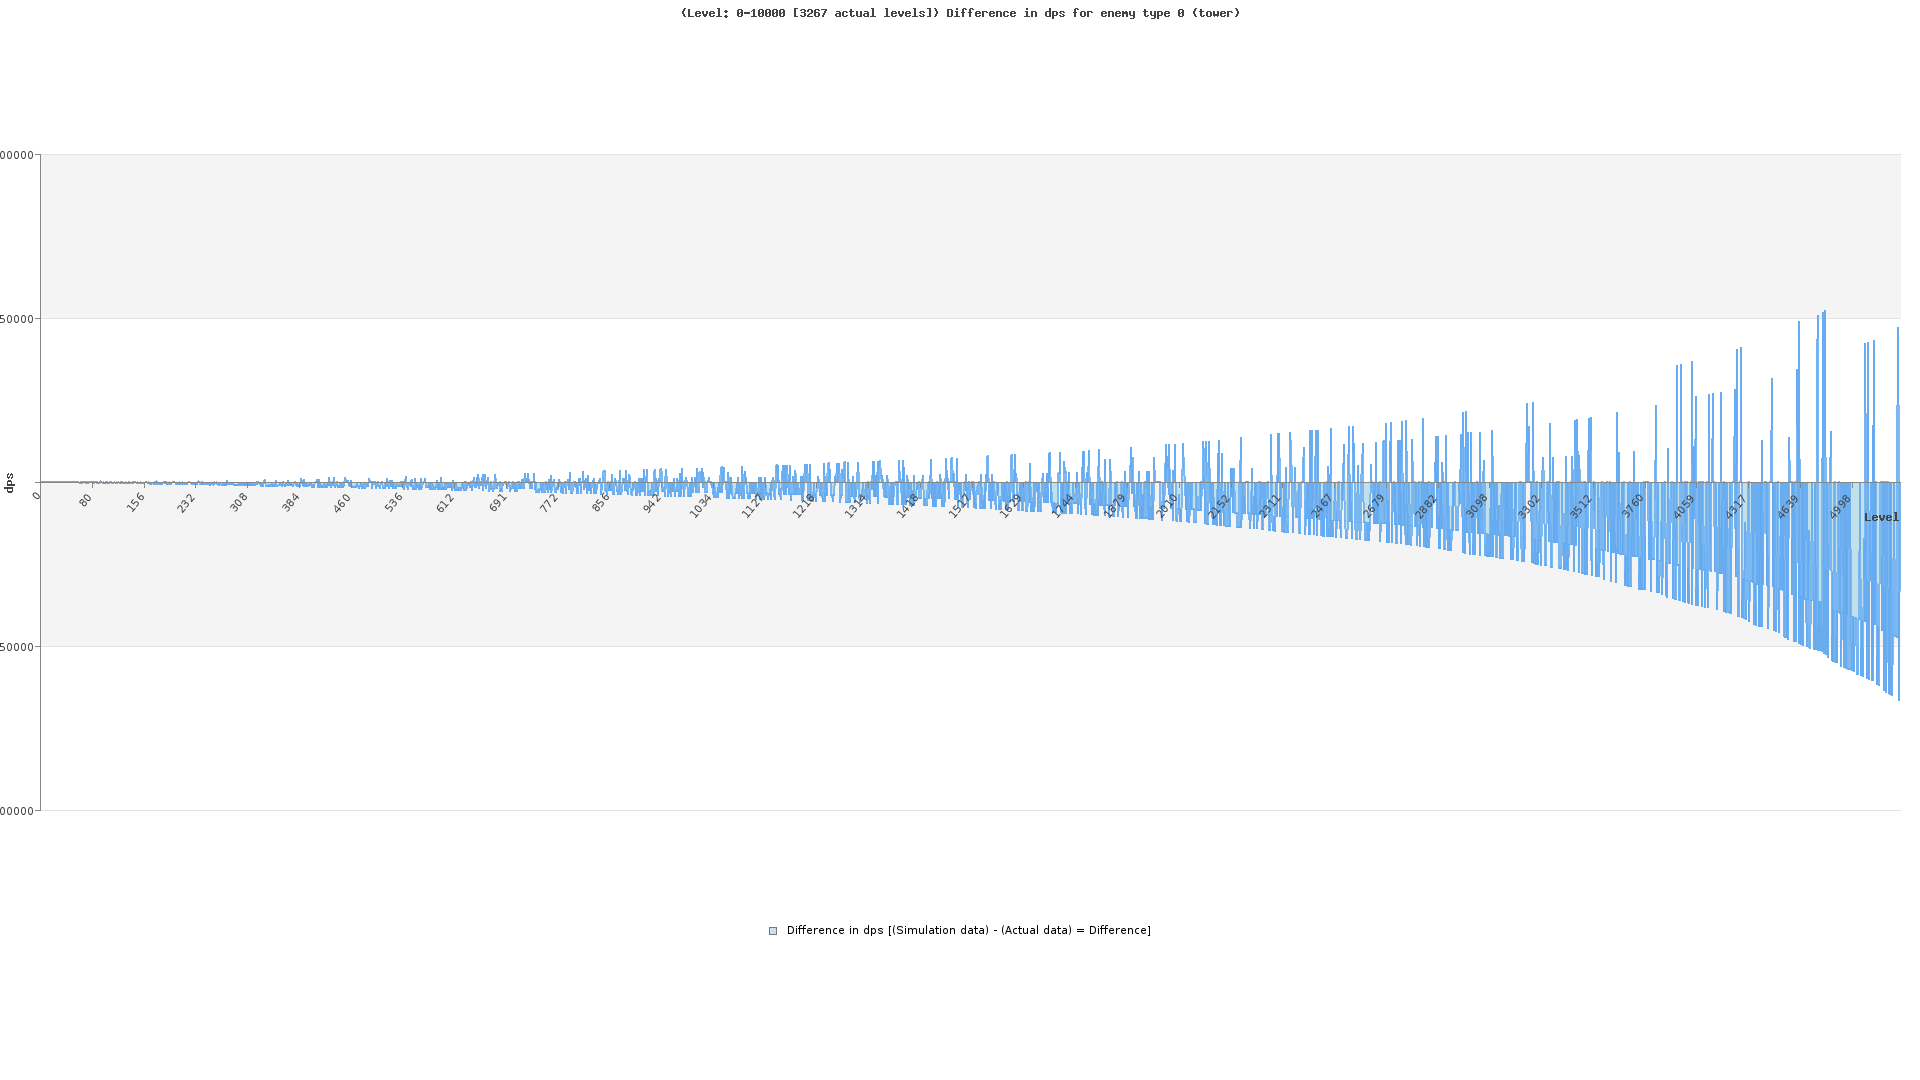 (Level: 0-10000 [3267 actual levels]) Difference in dps for enemy type 0 (tower)
00000
50000
dps
50000
00000
0 80 156 232 308 384 460 536 612 691 772 856 942 1034 1127 1218 1314 1418 1517 1629 1744 1879 2010 2152 2311 2467 2679 2882 3098 3302 3512 3760 4059 4317 4639 4998
Level
Difference in dps [(Simulation data) - (Actual data) = Difference]